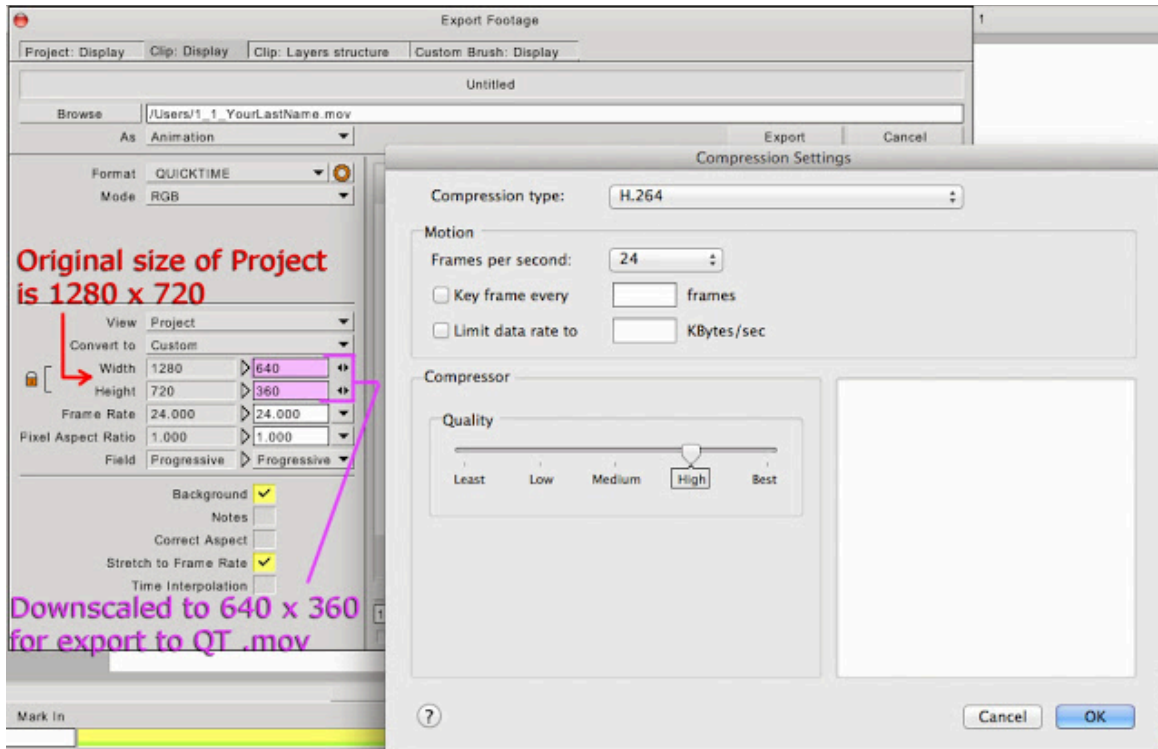 Export Footage
1
Project: Display Clip: Display Clip: Layers structure Custom Brush: Display
Untitled
Browse /Users/1_1_YourLastName.mov
As Animation Export Cancel
Format QUICKTIME
Mode RGB
Original size of Project
is 1280 x 720
View Project
Convert to Custom
Width 1280 640
Height 720 360
Frame Rate 24.000 24.000
Pixel Aspect Ratio 1.000 1.000
Field Progressive Progressive
Background
Notes
Correct Aspect
Stretch to Frame Rate
Time Interpolation
Downscaled to 640 x 360
for export to QT .mov
1
Mark In
Compression Settings
Compression type: H.264
Motion
Frames per second: 24
Key frame every frames
Limit data rate to KBytes/sec
Compressor
Quality
Least Low Medium High Best
? Cancel OK